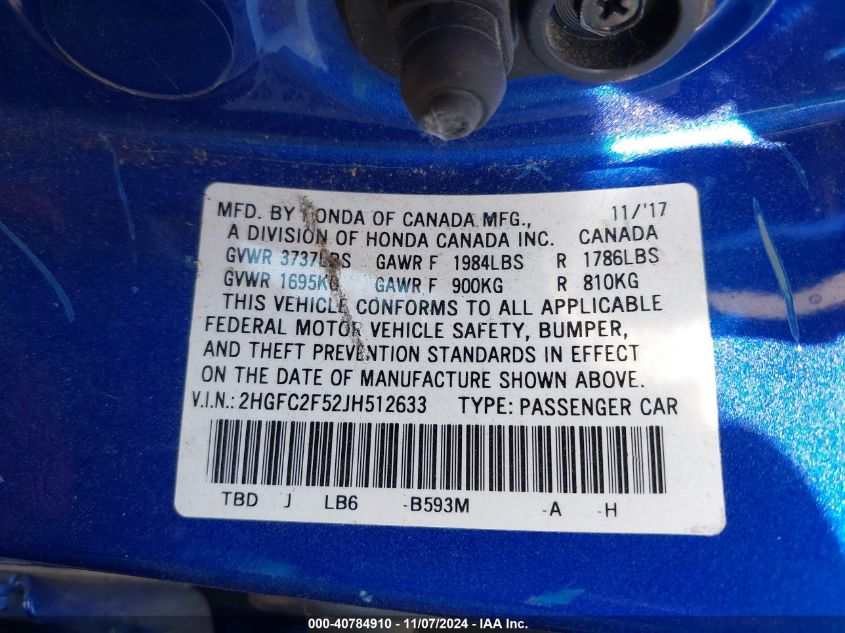 MFD. BY HONDA OF CANADA MFG., 11/'17
A DIVISION OF HONDA CANADA INC. CANADA
GVWR 3737LBS GAWR F 1984LBS R 1786LBS
GVWR 1695KG GAWR F 900KG R 810KG
THIS VEHICLE CONFORMS TO ALL APPLICABLE
FEDERAL MOTOR VEHICLE SAFETY, BUMPER,
AND THEFT PREVENTION STANDARDS IN EFFECT
ON THE DATE OF MANUFACTURE SHOWN ABOVE.
V.I.N.: 2HGFC2F52JH512633 TYPE: PASSENGER CAR
TBD J LB6 -B593M -A -H
000-40784910 - 11/07/2024 - IAA Inc.